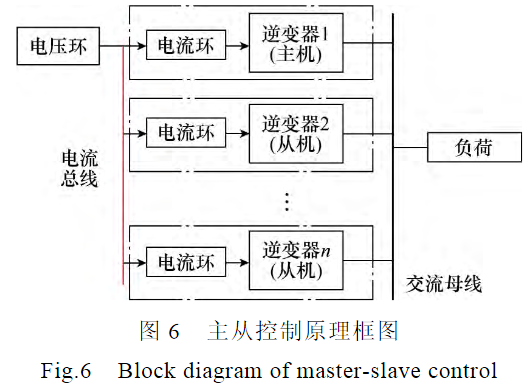 电压环
电流环
逆变器1
(主机)
电流环
逆变器2
(从机)
电流
总线
负荷
⋮
电流环
逆变器n
(从机)
交流母线
图 6 主从控制原理框图
Fig.6 Block diagram of master-slave control